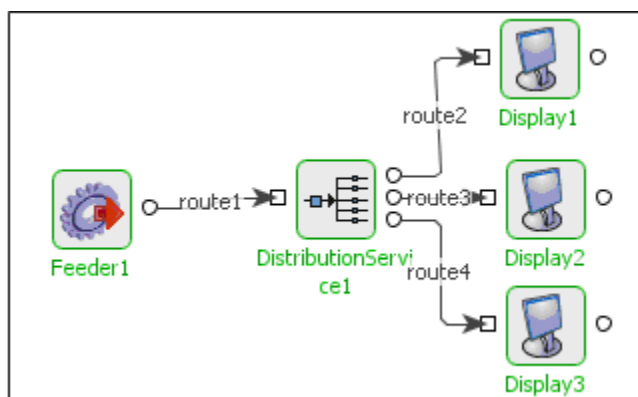 route2
Display1
route1
route3
Feeder1
DistributionServi
ce1
Display2
route4
Display3